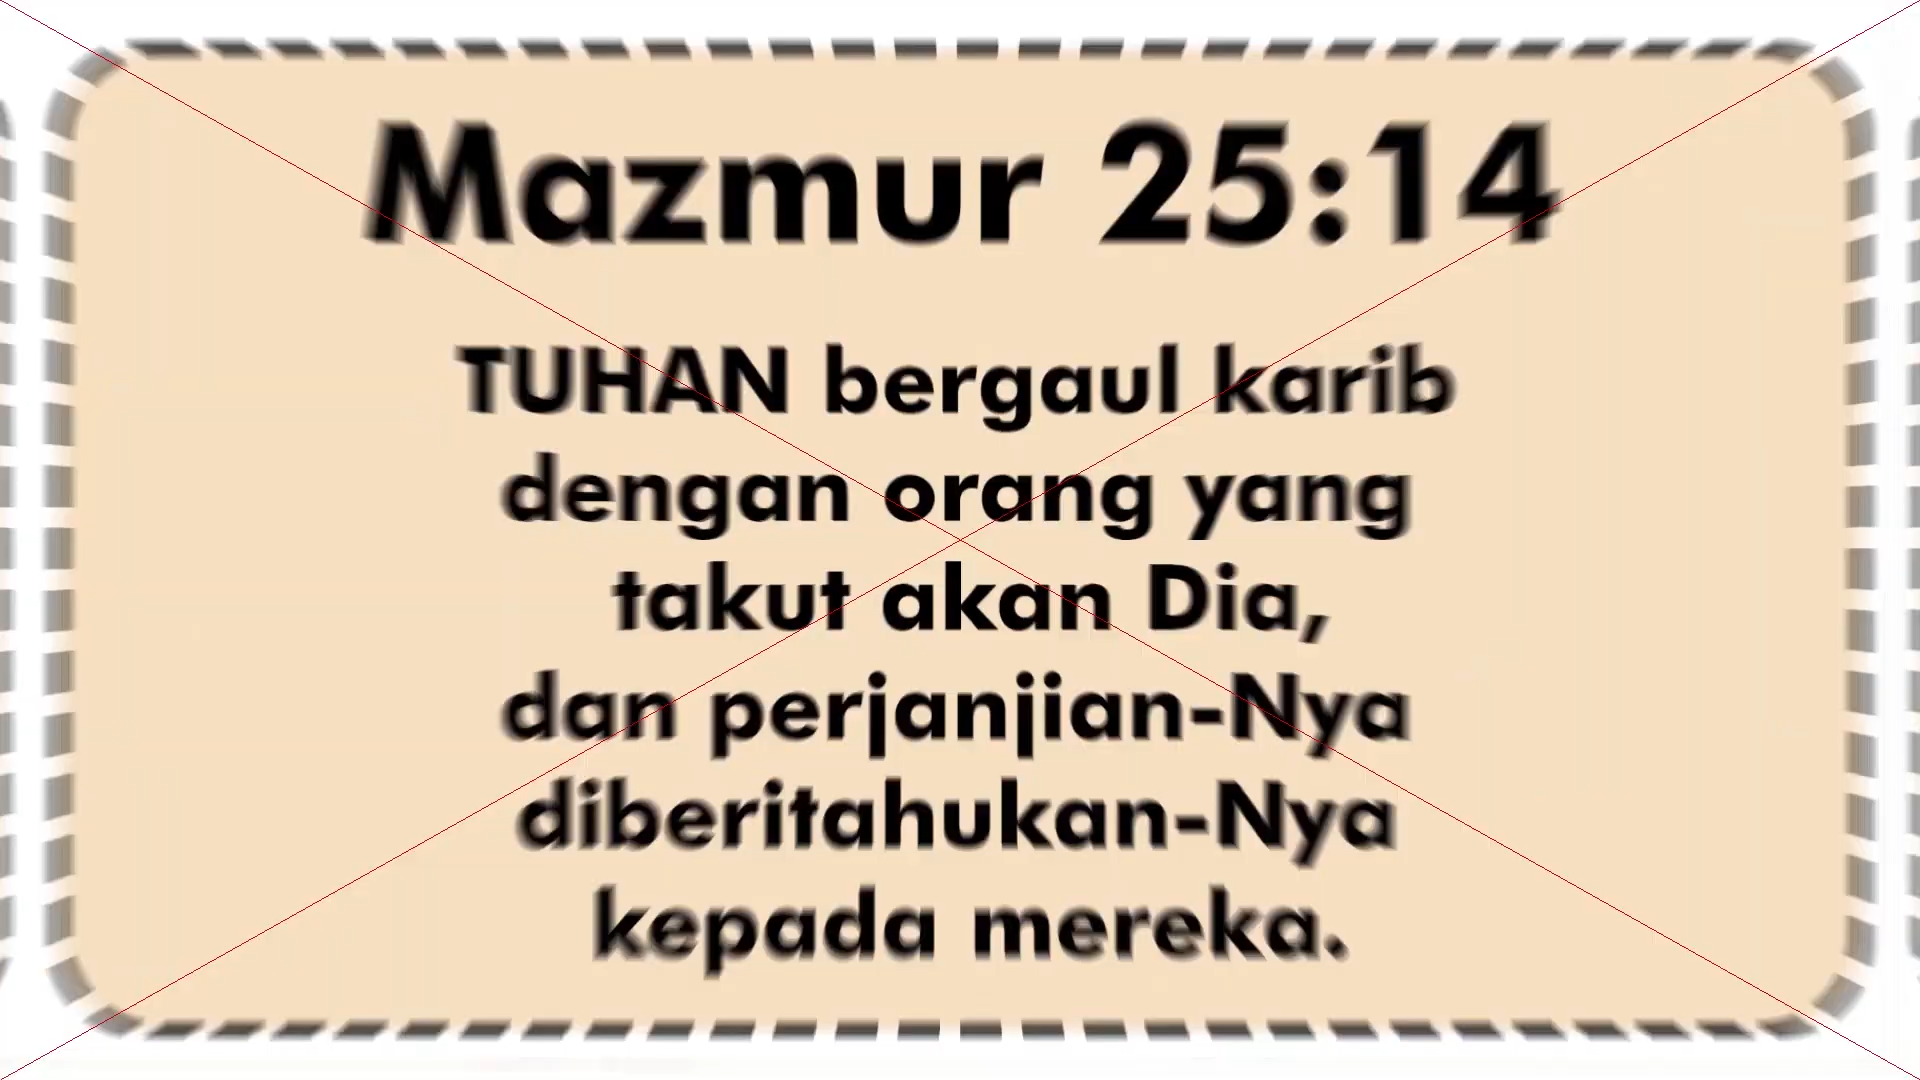 Mazmur 25:14
TUHAN bergaul karib
dengan orang yang
takut akan Dia,
dan perjanjian-Nya
diberitahukan-Nya
kepada mereka.